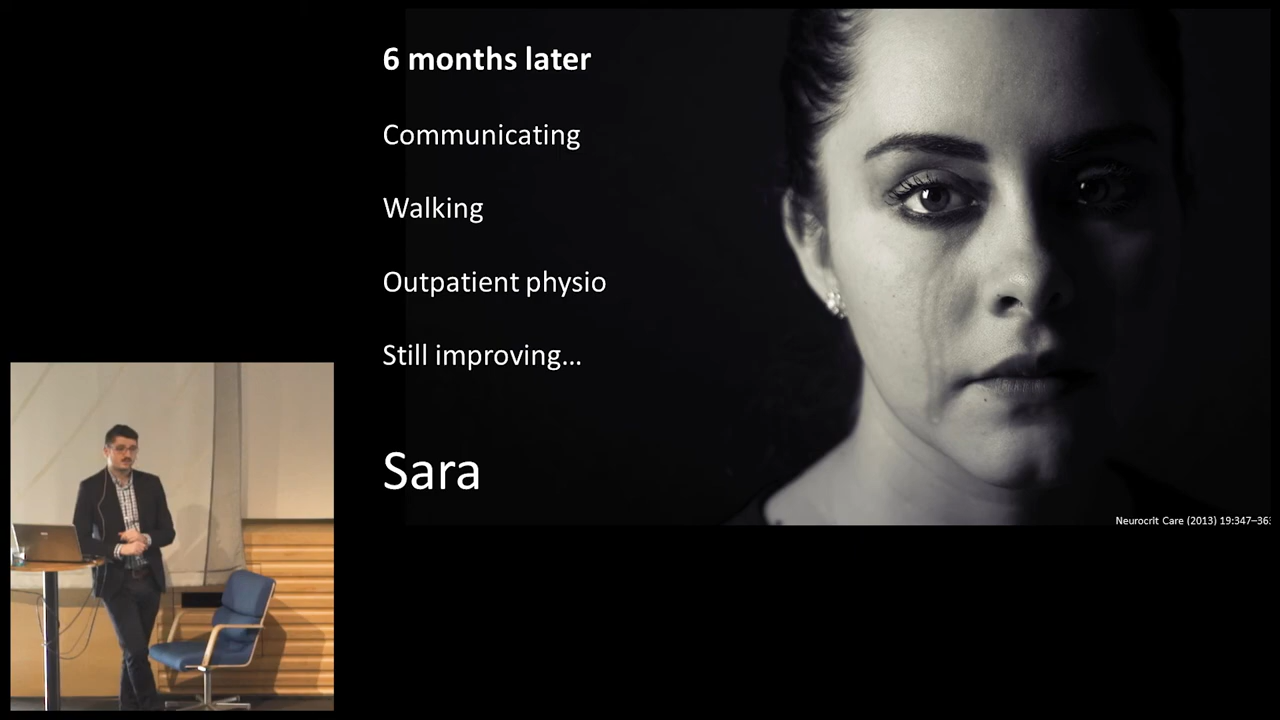 6 months later
Communicating
Walking
Outpatient physio
Still improving...
Sara
Neurocrit Care (2013) 19:347–36